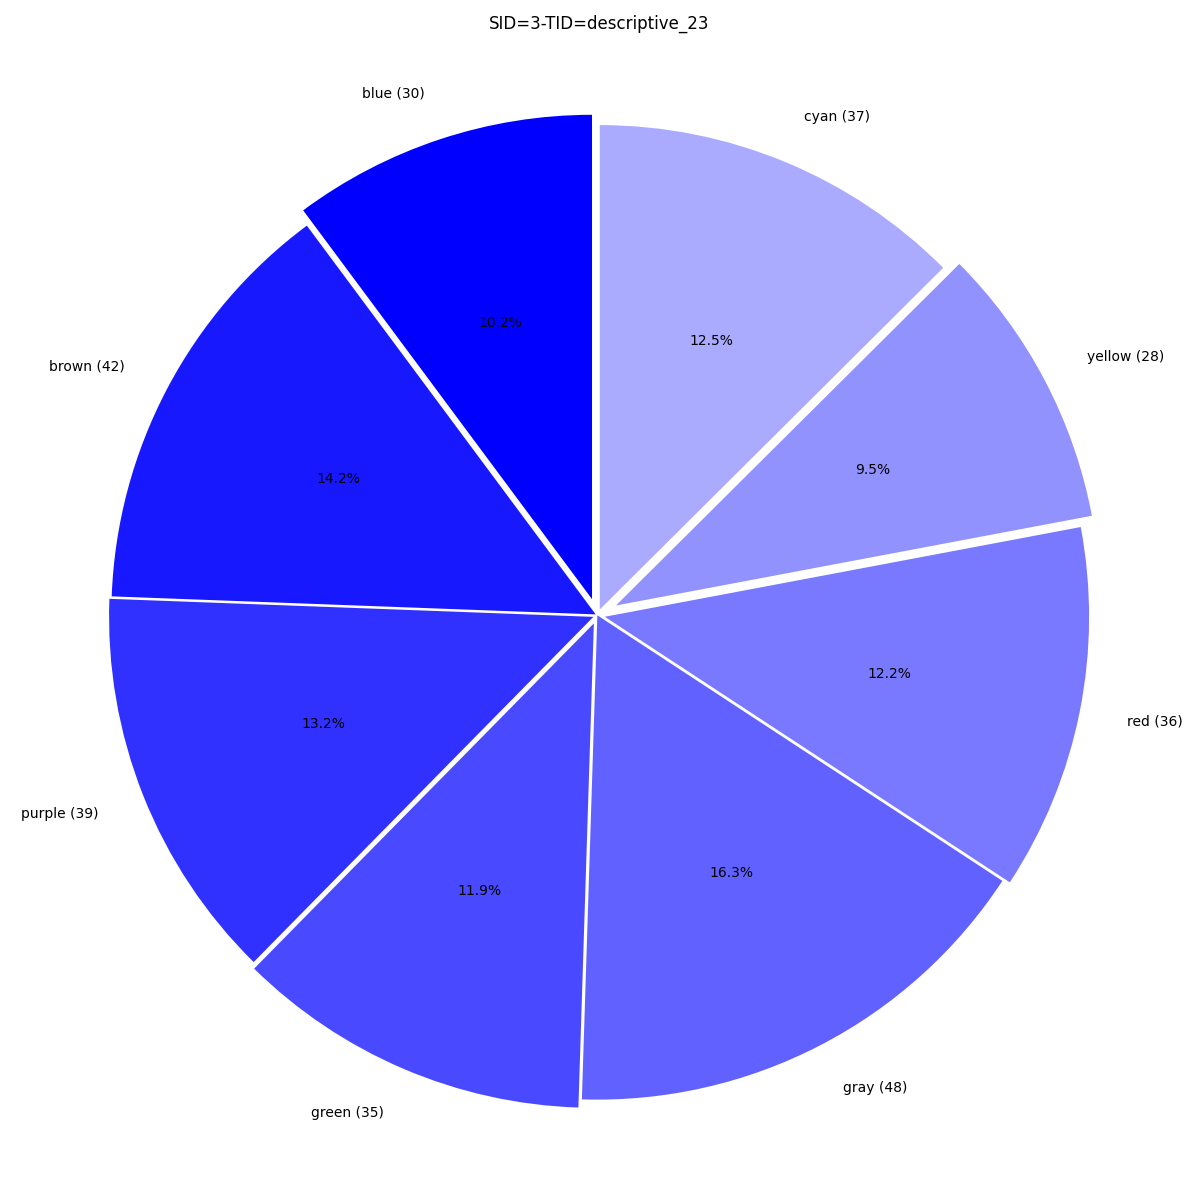 SID=3-TID=descriptive_23
blue (30)
cyan (37)
10.2%
12.5%
yellow (28)
brown (42)
9.5%
14.2%
12.2%
red (36)
13.2%
purple (39)
16.3%
11.9%
gray (48)
green (35)